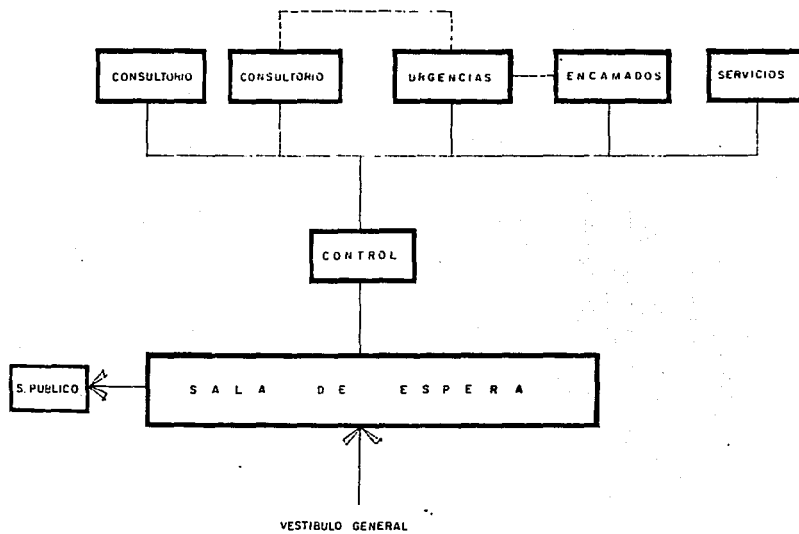 CONSULTORIO
CONSULTORIO
URGENCIAS
ENCAMADOS
SERVICIOS
CONTROL
S. PUBLICO
SALA DE ESPERA
VESTIBULO GENERAL